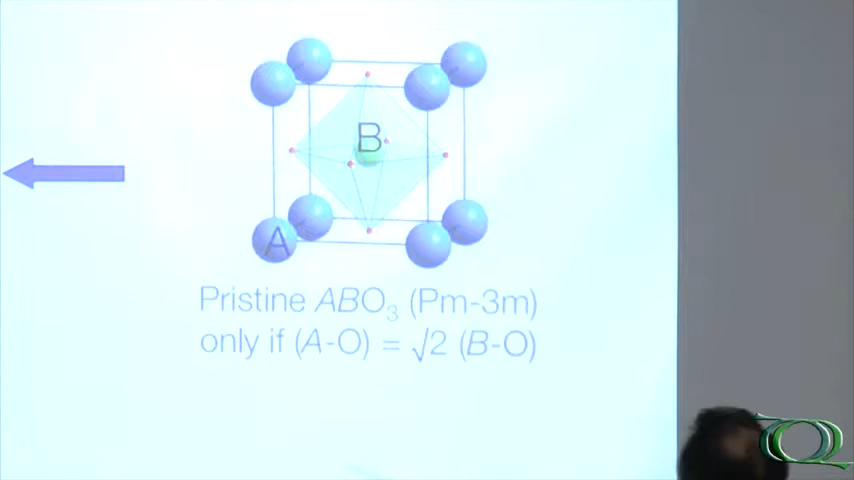 B
A
Pristine ABO₃ (Pm-3m)
only if (A-O) = √2 (B-O)